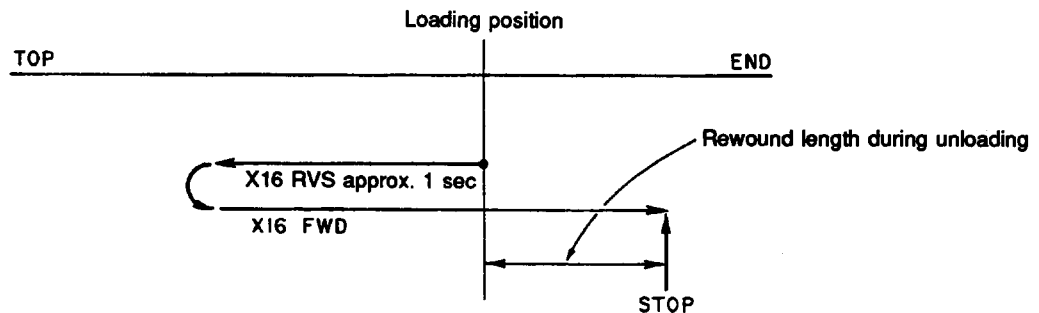 Loading position
TOP
END
Rewound length during unloading
X16 RVS approx. 1 sec
X16 FWD
STOP